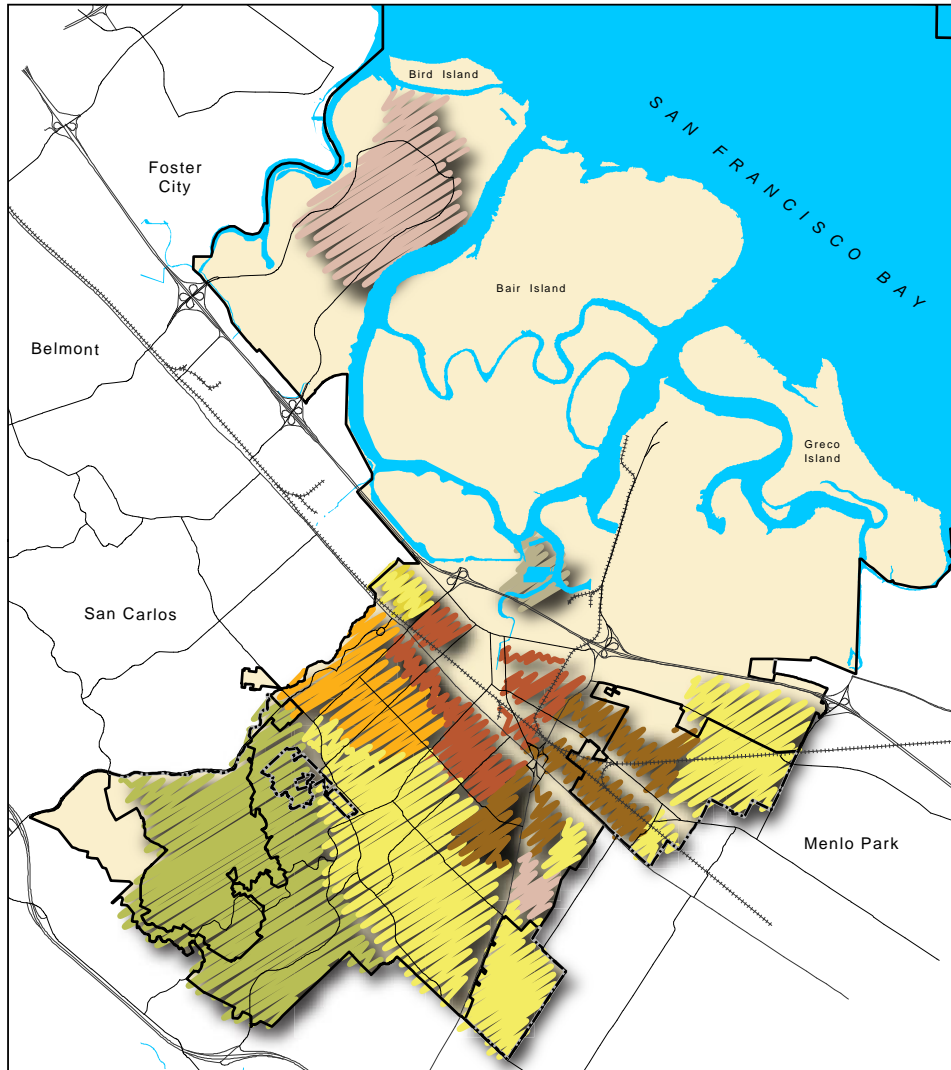 Bird Island
SAN FRANCISCO BAY
Foster
City
Bair Island
Belmont
Greco
Island
San Carlos
Menlo Park